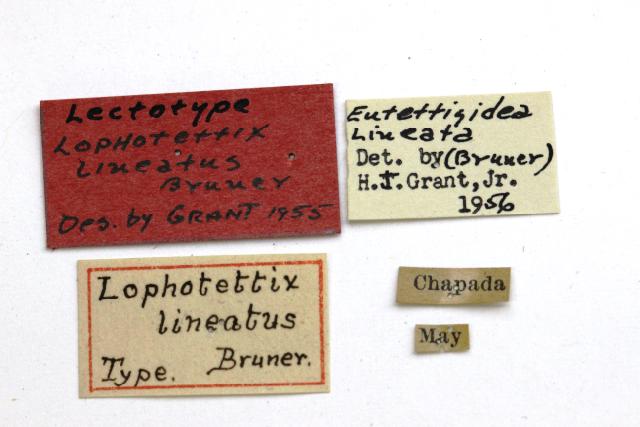 Lectotype
Lophotettix
lineatus
Bruner
Des. by Grant 1955
Eutettigidea
Lineata
Det. by (Bruner)
H.J. Grant, Jr.
1956
Lophotettix
lineatus
Type. Bruner.
Chapada
May